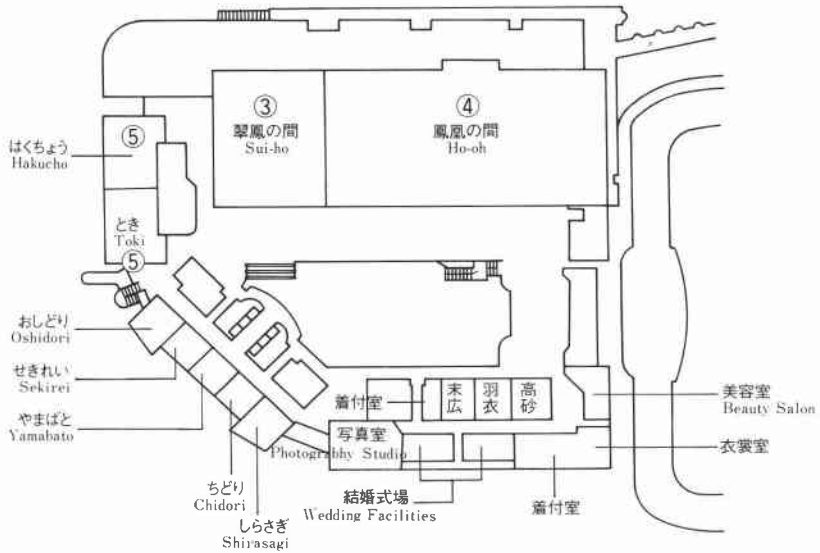 ③
翠鳳の間
Sui-ho
④
鳳凰の間
Ho-oh
⑤
はくちょう
Hakucho
とき
Toki
⑤
おしどり
Oshidori
せきれい
Sekirei
やまばと
Yamabato
ちどり
Chidori
しらさぎ
Shirasagi
着付室
末広
羽衣
高砂
写真室
Photograbhy Studio
結婚式場
Wedding Facilities
着付室
美容室
Beauty Salon
衣裳室